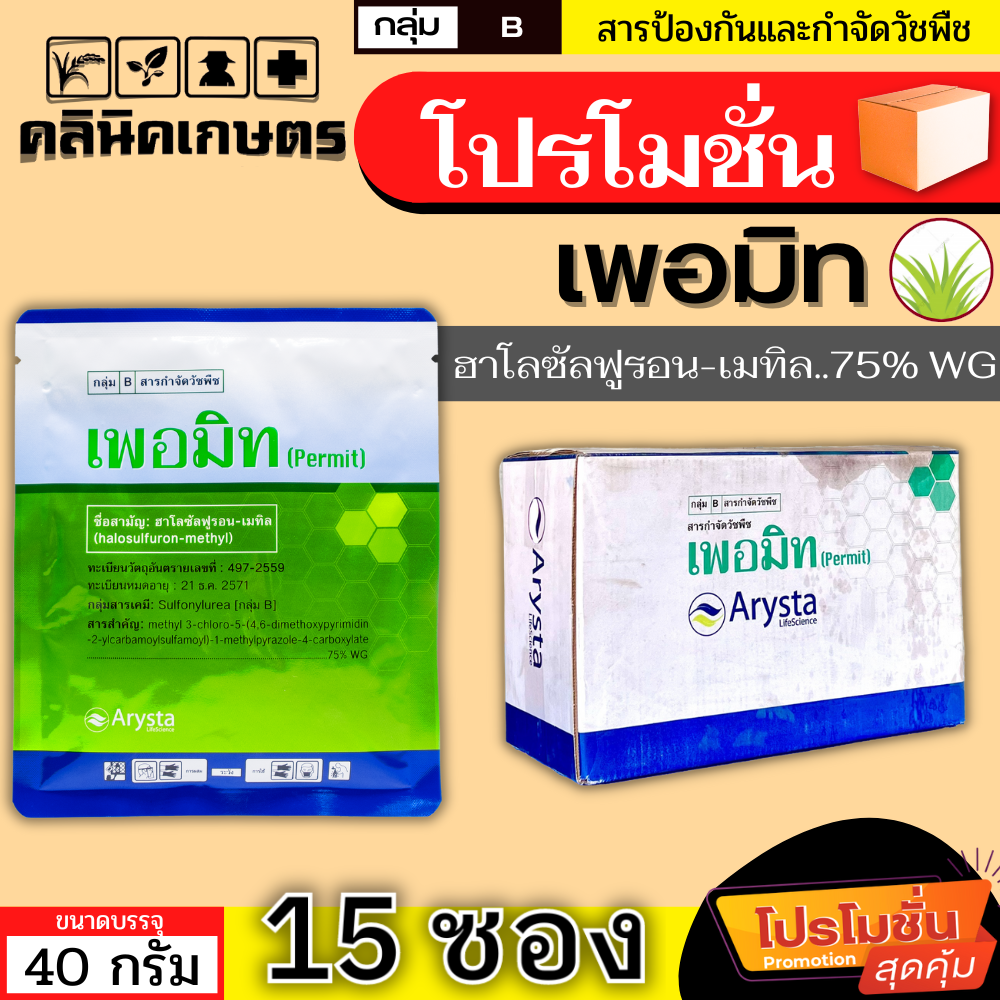 กลุ่ม B สารป้องกันและกำจัดวัชพืช
คลินิคเกษตร
โปรโมชั่น
เพอมิท
ฮาโลซัลฟูรอน-เมทิล..75% WG
กลุ่ม B สารกำจัดวัชพืช
เพอมิท (Permit)
ชื่อสามัญ: ฮาโลซัลฟูรอน-เมทิล
(halosulfuron-methyl)
ทะเบียนวัตถุอันตรายเลขที่ : 497-2559
ทะเบียนหมดอายุ : 21 ธ.ค. 2571
กลุ่มสารเคมี: Sulfonylurea [กลุ่ม B]
สารสำคัญ: methyl 3-chloro-5-(4,6-dimethoxypyrimidin
-2-ylcarbamoylsulfamoyl)-1-methylpyrazole-4-carboxylate
75% WG
Arysta
LifeScience
ระวัง
กลุ่ม B สารกำจัดวัชพืช
สารกำจัดวัชพืช
เพอมิท (Permit)
Arysta
LifeScience
Arysta
LifeScience
ขนาดบรรจุ
40 กรัม
15 ซอง
โปรโมชั่น
Promotion
สุดคุ้ม